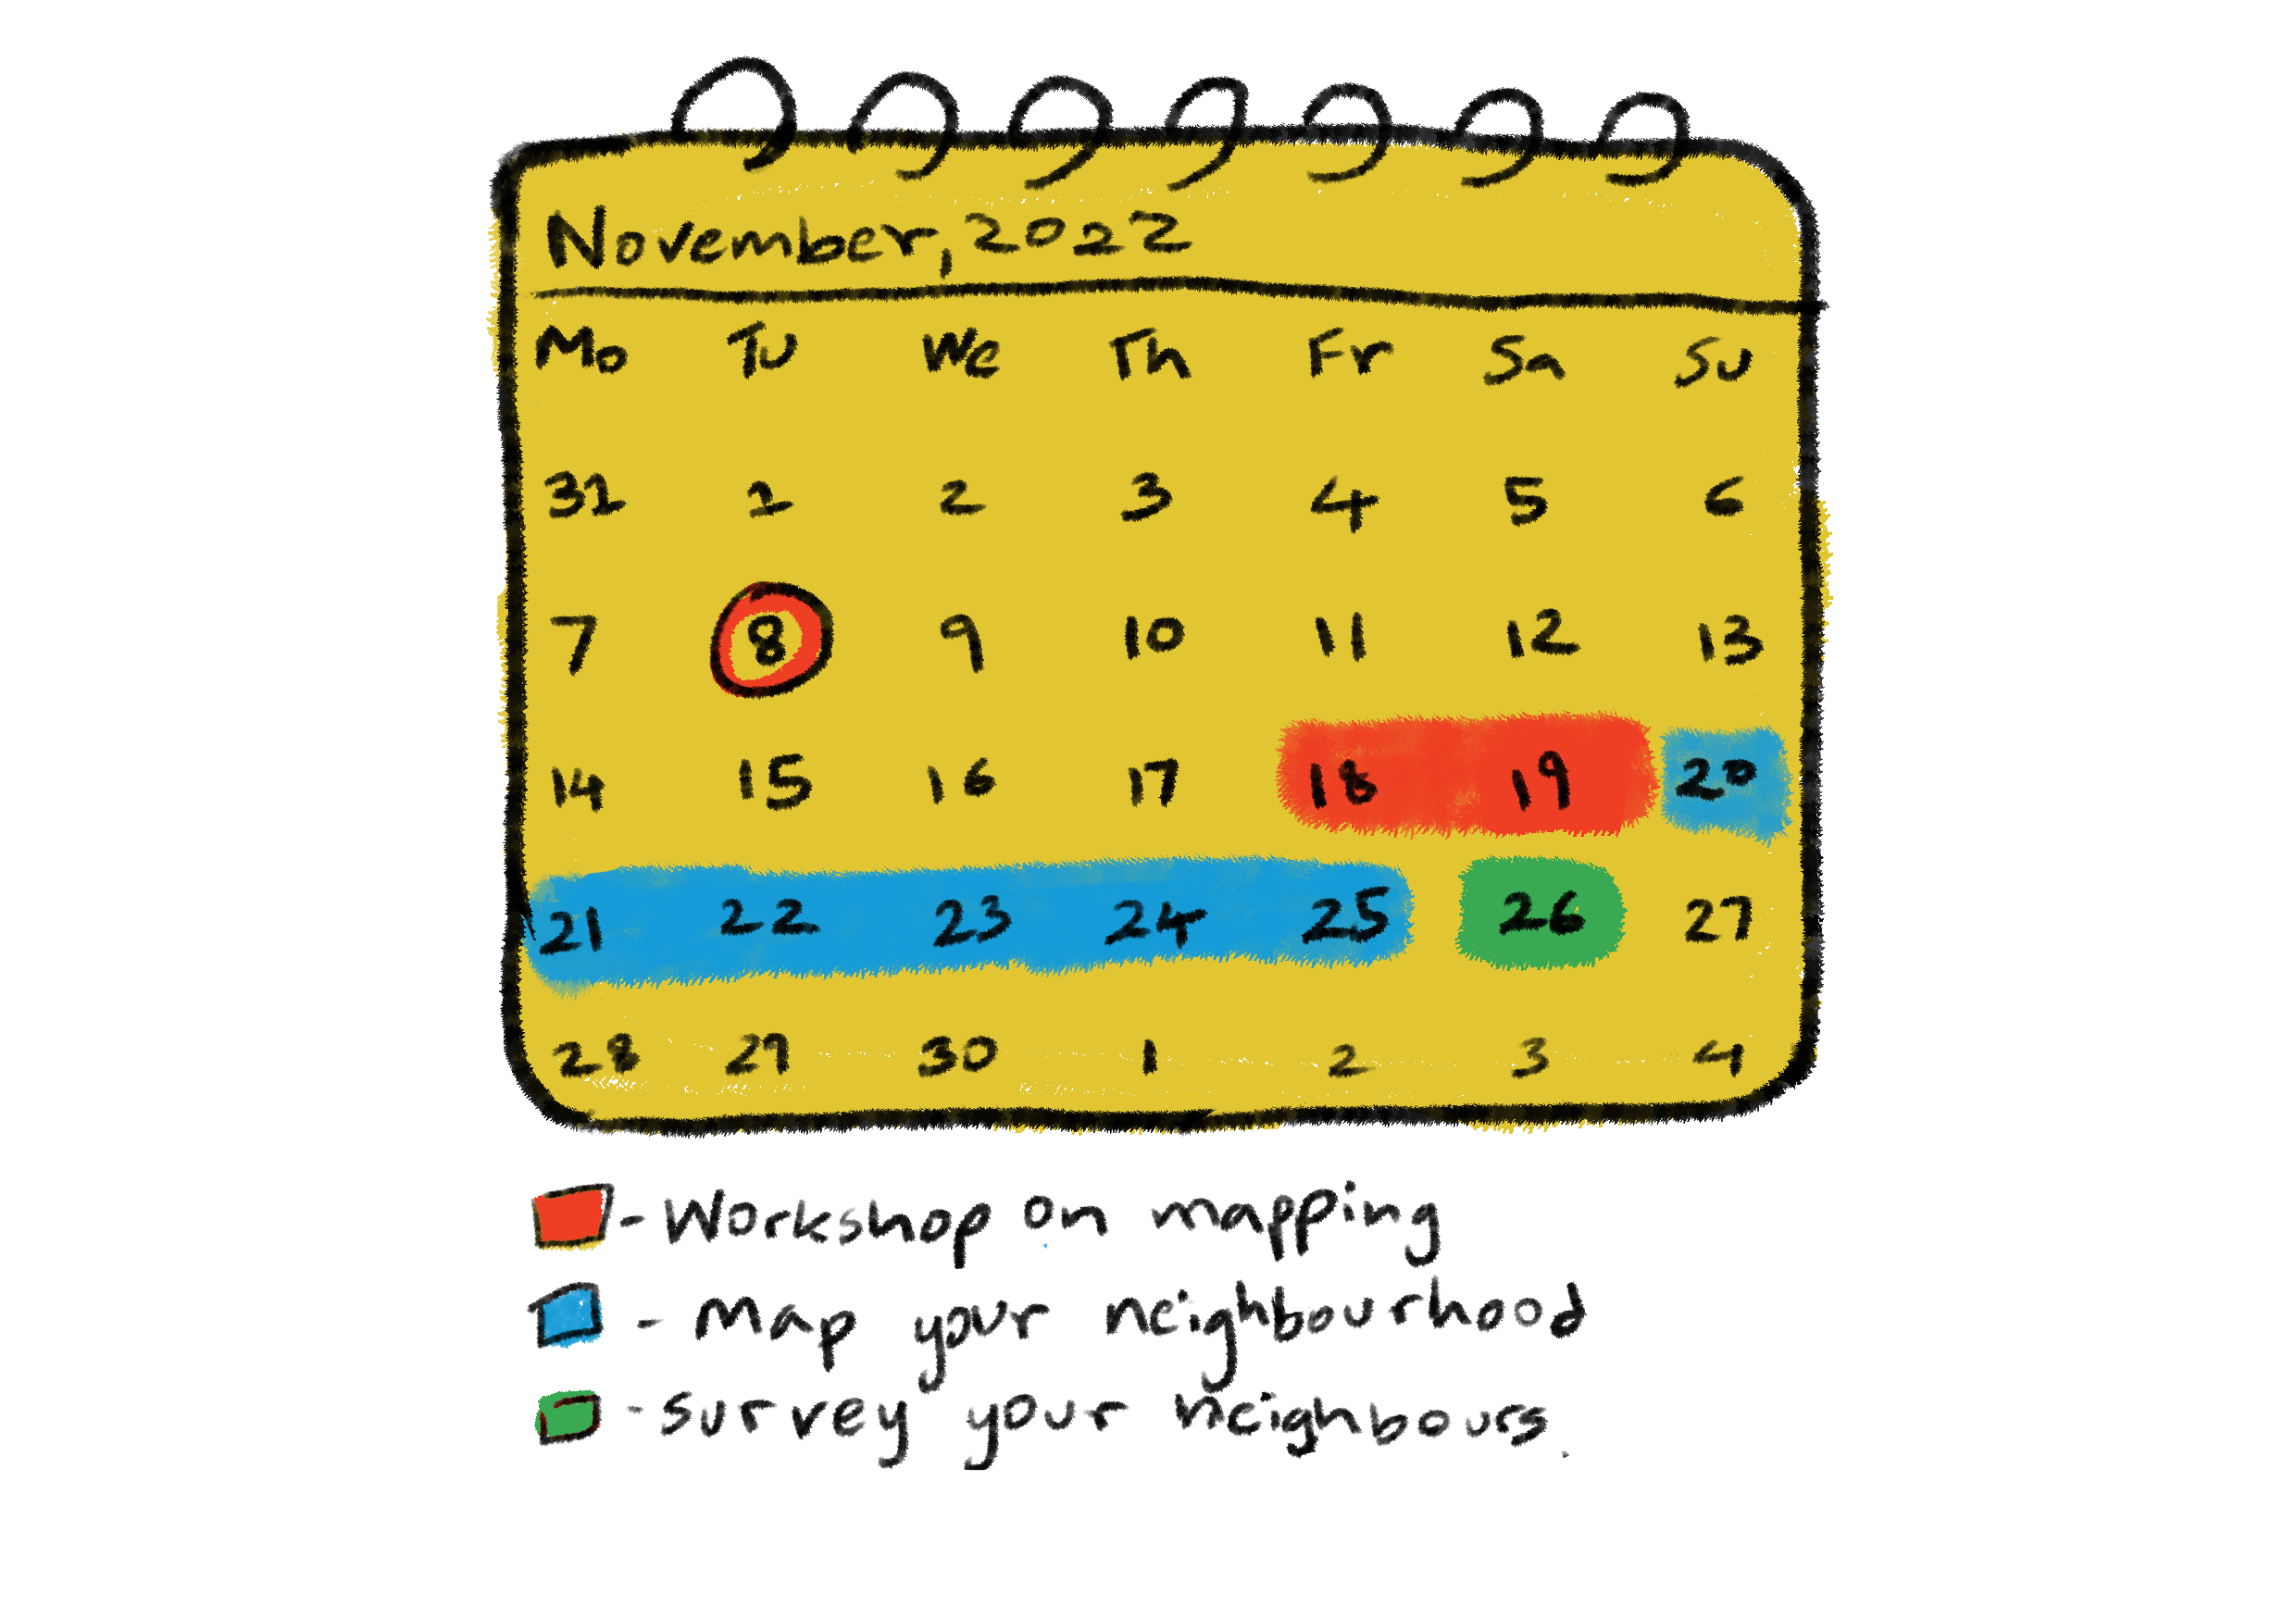 November, 2022
Mo Tu We Th Fr Sa Su
31 1 2 3 4 5 6
7 8 9 10 11 12 13
14 15 16 17 18 19 20
21 22 23 24 25 26 27
28 29 30 1 2 3 4
- Workshop on mapping
- Map your neighbourhood
- Survey your neighbours.